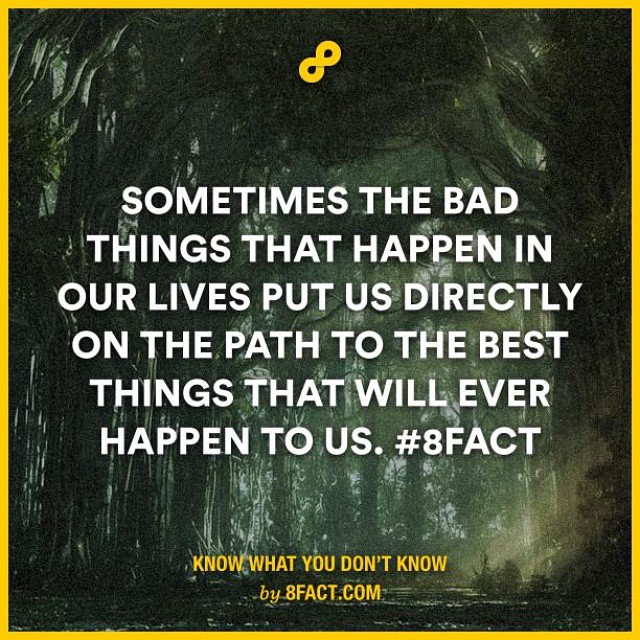 SOMETIMES THE BAD
THINGS THAT HAPPEN IN
OUR LIVES PUT US DIRECTLY
ON THE PATH TO THE BEST
THINGS THAT WILL EVER
HAPPEN TO US. #8FACT
KNOW WHAT YOU DON'T KNOW
by 8FACT.COM